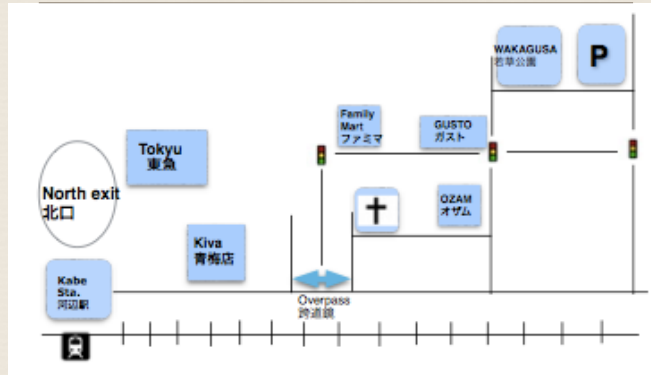 WAKAGUSA
若草公園
P
Family
Mart
ファミマ
GUSTO
ガスト
Tokyu
東急
North exit
北口
OZAM
オザム
Kiva
青梅店
Kabe
Sta.
河辺駅
Overpass
跨道鏡